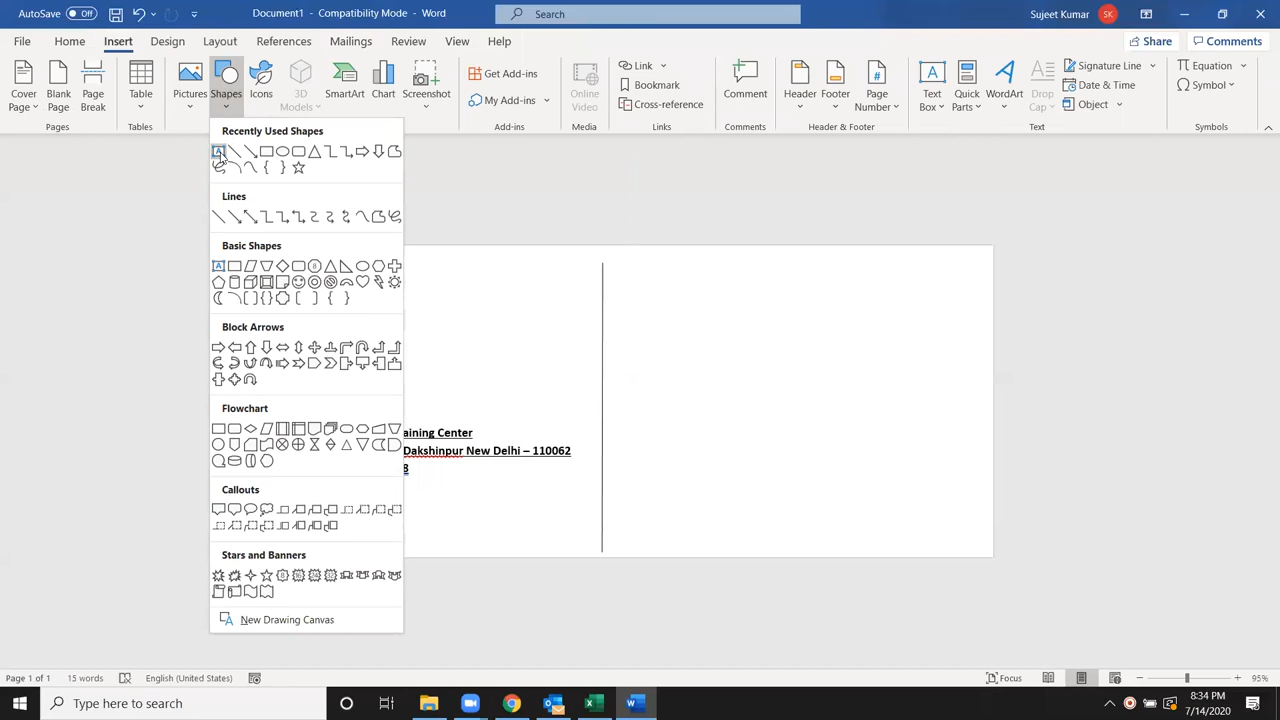 AutoSave Off Document1 - Compatibility Mode - Word Search Sujeet Kumar SK
File Home Insert Design Layout References Mailings Review View Help Share Comments
Cover Page Blank Page Page Break Table Pictures Shapes Icons 3D Models SmartArt Chart Screenshot Get Add-ins My Add-ins Online Video Link Bookmark Cross-reference Comment Header Footer Page Number Text Box Quick Parts WordArt Drop Cap Signature Line Date & Time Object Equation Symbol
Pages Tables Add-ins Media Links Comments Header & Footer Text Symbols
Recently Used Shapes
Lines
Basic Shapes
Block Arrows
Flowchart
Callouts
Stars and Banners
New Drawing Canvas
aining Center
Dakshinpur New Delhi – 110062
8
Page 1 of 1 15 words English (United States) Focus 95%
Type here to search 8:34 PM
7/14/2020